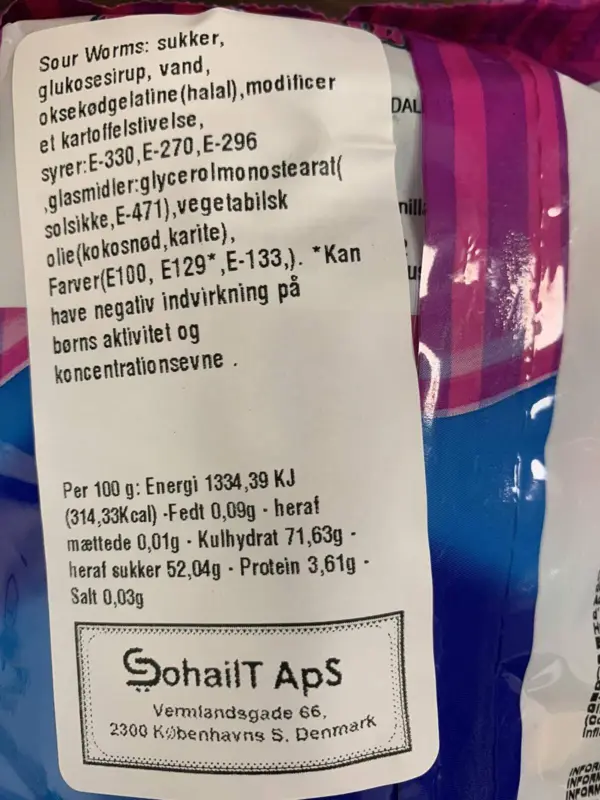 Sour Worms: sukker,
glukosesirup, vand,
oksekødgelatine(halal),modificer
et kartoffelstivelse,
syrer:E-330,E-270,E-296
,glasmidler:glycerolmonostearat(
solsikke,E-471),vegetabilsk
olie(kokosnød,karite),
Farver(E100, E129*,E-133,). *Kan
have negativ indvirkning på
børns aktivitet og
koncentrationsevne .
Per 100 g: Energi 1334,39 KJ
(314,33Kcal) -Fedt 0,09g - heraf
mættede 0,01g - Kulhydrat 71,63g -
heraf sukker 52,04g - Protein 3,61g -
Salt 0,03g
SohailT ApS
Vermlandsgade 66,
2300 Københavns S. Denmark
DAL